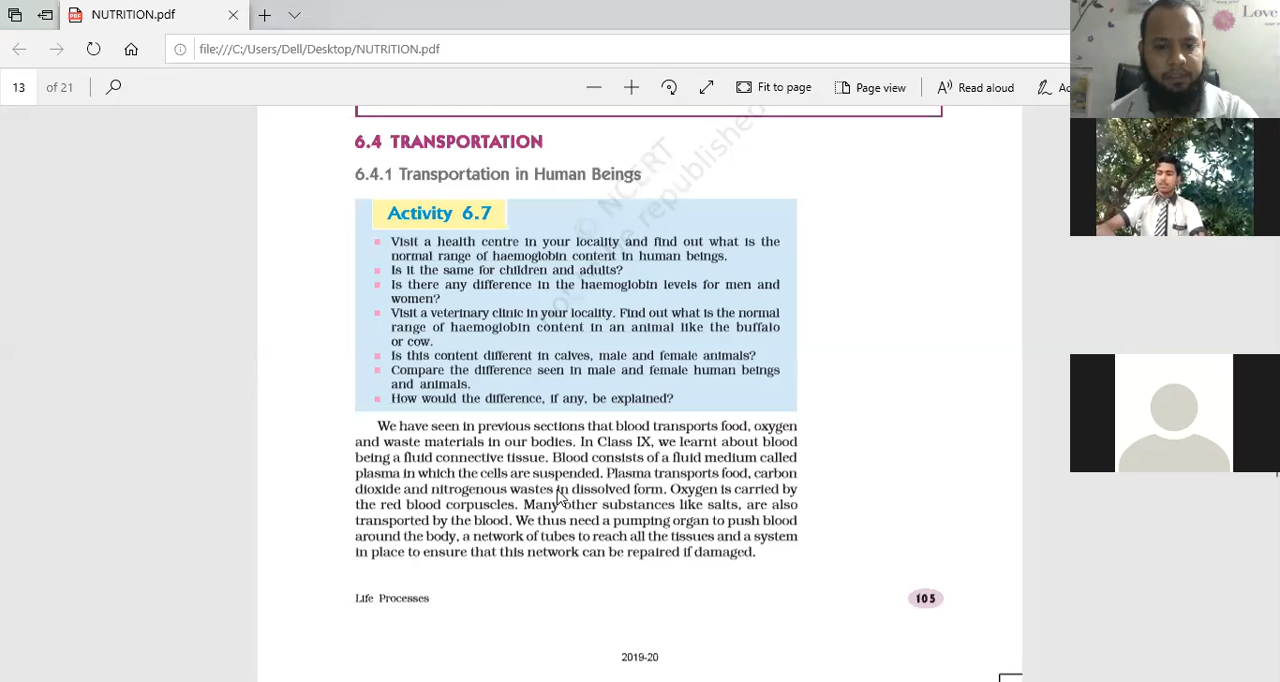 NUTRITION.pdf
file:///C:/Users/Dell/Desktop/NUTRITION.pdf
13 of 21
Fit to page
Page view
Read aloud
Love
6.4 TRANSPORTATION
6.4.1 Transportation in Human Beings
Activity 6.7
Visit a health centre in your locality and find out what is the
normal range of haemoglobin content in human beings.
Is it the same for children and adults?
Is there any difference in the haemoglobin levels for men and
women?
Visit a veterinary clinic in your locality. Find out what is the normal
range of haemoglobin content in an animal like the buffalo
or cow.
Is this content different in calves, male and female animals?
Compare the difference seen in male and female human beings
and animals.
How would the difference, if any, be explained?
© NCERT
be republished
We have seen in previous sections that blood transports food, oxygen
and waste materials in our bodies. In Class IX, we learnt about blood
being a fluid connective tissue. Blood consists of a fluid medium called
plasma in which the cells are suspended. Plasma transports food, carbon
dioxide and nitrogenous wastes in dissolved form. Oxygen is carried by
the red blood corpuscles. Many other substances like salts, are also
transported by the blood. We thus need a pumping organ to push blood
around the body, a network of tubes to reach all the tissues and a system
in place to ensure that this network can be repaired if damaged.
Life Processes
105
2019-20